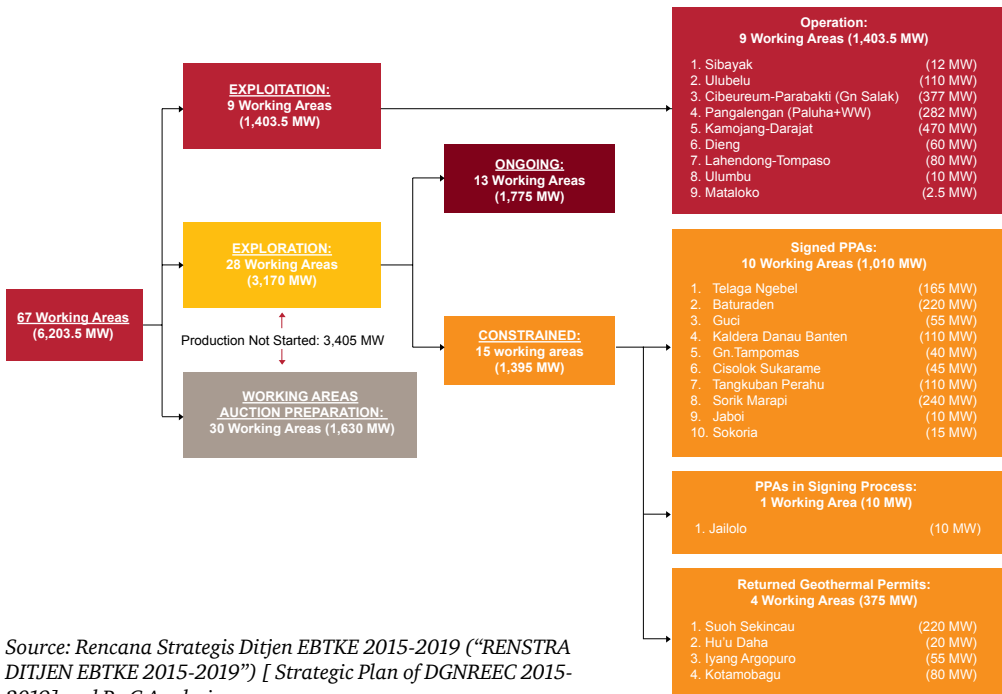 67 Working Areas
(6,203.5 MW)
EXPLOITATION:
9 Working Areas
(1,403.5 MW)
EXPLORATION:
28 Working Areas
(3,170 MW)
Production Not Started: 3,405 MW
WORKING AREAS
AUCTION PREPARATION:
30 Working Areas (1,630 MW)
ONGOING:
13 Working Areas
(1,775 MW)
CONSTRAINED:
15 working areas
(1,395 MW)
Operation:
9 Working Areas (1,403.5 MW)
1. Sibayak (12 MW)
2. Ulubelu (110 MW)
3. Cibeureum-Parabakti (Gn Salak) (377 MW)
4. Pangalengan (Paluha+WW) (282 MW)
5. Kamojang-Darajat (470 MW)
6. Dieng (60 MW)
7. Lahendong-Tompaso (80 MW)
8. Ulumbu (10 MW)
9. Mataloko (2.5 MW)
Signed PPAs:
10 Working Areas (1,010 MW)
1. Telaga Ngebel (165 MW)
2. Baturaden (220 MW)
3. Guci (55 MW)
4. Kaldera Danau Banten (110 MW)
5. Gn.Tampomas (40 MW)
6. Cisolok Sukarame (45 MW)
7. Tangkuban Perahu (110 MW)
8. Sorik Marapi (240 MW)
9. Jaboi (10 MW)
10. Sokoria (15 MW)
PPAs in Signing Process:
1 Working Area (10 MW)
1. Jailolo (10 MW)
Returned Geothermal Permits:
4 Working Areas (375 MW)
1. Suoh Sekincau (220 MW)
2. Hu'u Daha (20 MW)
3. Iyang Argopuro (55 MW)
4. Kotamobagu (80 MW)
Source: Rencana Strategis Ditjen EBTKE 2015-2019 (“RENSTRA
DITJEN EBTKE 2015-2019”) [ Strategic Plan of DGNREEC 2015-